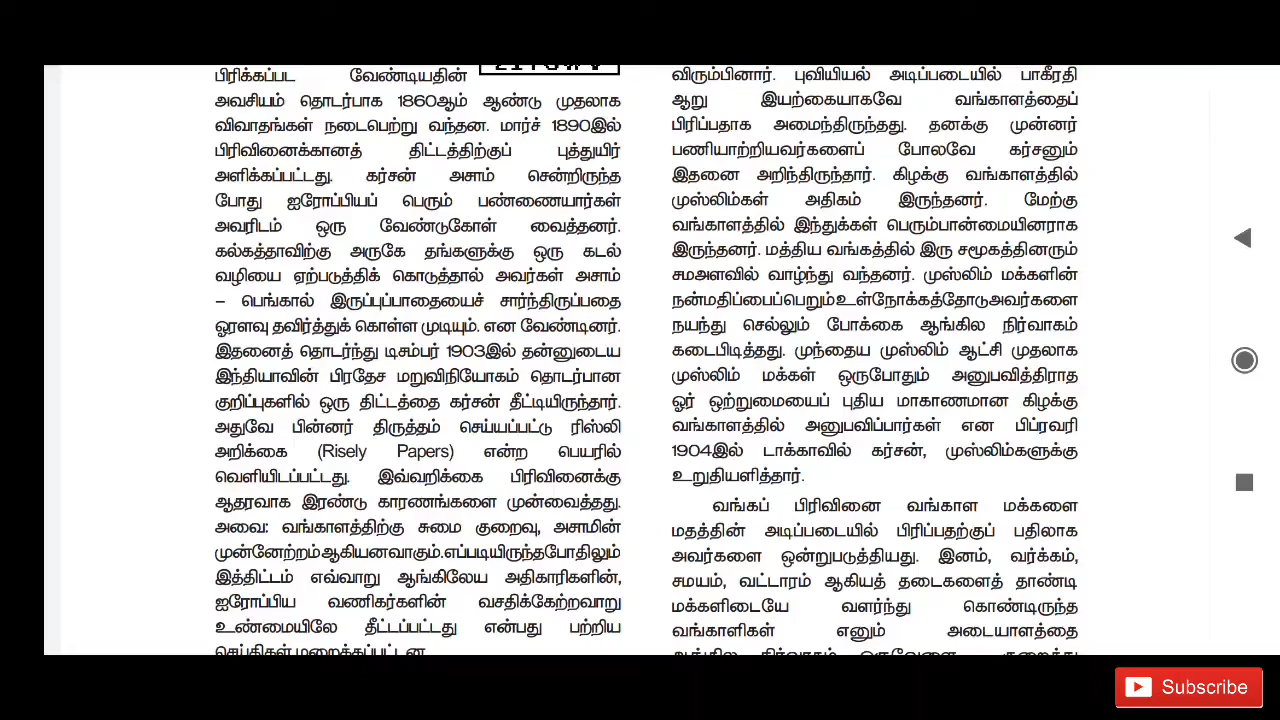 பிரிக்கப்பட வேண்டியதின்
அவசியம் தொடர்பாக 1860ஆம் ஆண்டு முதலாக
விவாதங்கள் நடைபெற்று வந்தன. மார்ச் 1890இல்
பிரிவினைக்கானத் திட்டத்திற்குப் புத்துயிர்
அளிக்கப்பட்டது. கர்சன் அசாம் சென்றிருந்த
போது ஐரோப்பியப் பெரும் பண்ணையார்கள்
அவரிடம் ஒரு வேண்டுகோள் வைத்தனர்.
கல்கத்தாவிற்கு அருகே தங்களுக்கு ஒரு கடல்
வழியை ஏற்படுத்திக் கொடுத்தால் அவர்கள் அசாம்
– பெங்கால் இருப்புப்பாதையைச் சார்ந்திருப்பதை
ஓரளவு தவிர்த்துக் கொள்ள முடியும். என வேண்டினர்.
இதனைத் தொடர்ந்து டிசம்பர் 1903இல் தன்னுடைய
இந்தியாவின் பிரதேச மறுவிநியோகம் தொடர்பான
குறிப்புகளில் ஒரு திட்டத்தை கர்சன் தீட்டியிருந்தார்.
அதுவே பின்னர் திருத்தம் செய்யப்பட்டு ரிஸ்லி
அறிக்கை (Risely Papers) என்ற பெயரில்
வெளியிடப்பட்டது. இவ்வறிக்கை பிரிவினைக்கு
ஆதரவாக இரண்டு காரணங்களை முன்வைத்தது.
அவை: வங்காளத்திற்கு சுமை குறைவு, அசாமின்
முன்னேற்றம்ஆகியனவாகும்.எப்படியிருந்தபோதிலும்
இத்திட்டம் எவ்வாறு ஆங்கிலேய அதிகாரிகளின்,
ஐரோப்பிய வணிகர்களின் வசதிக்கேற்றவாறு
உண்மையிலே தீட்டப்பட்டது என்பது பற்றிய
செய்திகள் மறைக்கப்பட்டன
விரும்பினார். புவியியல் அடிப்படையில் பாகீரதி
ஆறு இயற்கையாகவே வங்காளத்தைப்
பிரிப்பதாக அமைந்திருந்தது. தனக்கு முன்னர்
பணியாற்றியவர்களைப் போலவே கர்சனும்
இதனை அறிந்திருந்தார். கிழக்கு வங்காளத்தில்
முஸ்லிம்கள் அதிகம் இருந்தனர். மேற்கு
வங்காளத்தில் இந்துக்கள் பெரும்பான்மையினராக
இருந்தனர். மத்திய வங்கத்தில் இரு சமூகத்தினரும்
சமஅளவில் வாழ்ந்து வந்தனர். முஸ்லிம் மக்களின்
நன்மதிப்பைப்பெறும்உள்நோக்கத்தோடுஅவர்களை
நயந்து செல்லும் போக்கை ஆங்கில நிர்வாகம்
கடைபிடித்தது. முந்தைய முஸ்லிம் ஆட்சி முதலாக
முஸ்லிம் மக்கள் ஒருபோதும் அனுபவித்திராத
ஓர் ஒற்றுமையைப் புதிய மாகாணமான கிழக்கு
வங்காளத்தில் அனுபவிப்பார்கள் என பிப்ரவரி
1904இல் டாக்காவில் கர்சன், முஸ்லிம்களுக்கு
உறுதியளித்தார்.
வங்கப் பிரிவினை வங்காள மக்களை
மதத்தின் அடிப்படையில் பிரிப்பதற்குப் பதிலாக
அவர்களை ஒன்றுபடுத்தியது. இனம், வர்க்கம்,
சமயம், வட்டாரம் ஆகியத் தடைகளைத் தாண்டி
மக்களிடையே வளர்ந்து கொண்டிருந்த
வங்காளிகள் எனும் அடையாளத்தை
ஆங்கில நிர்வாகம்
Subscribe